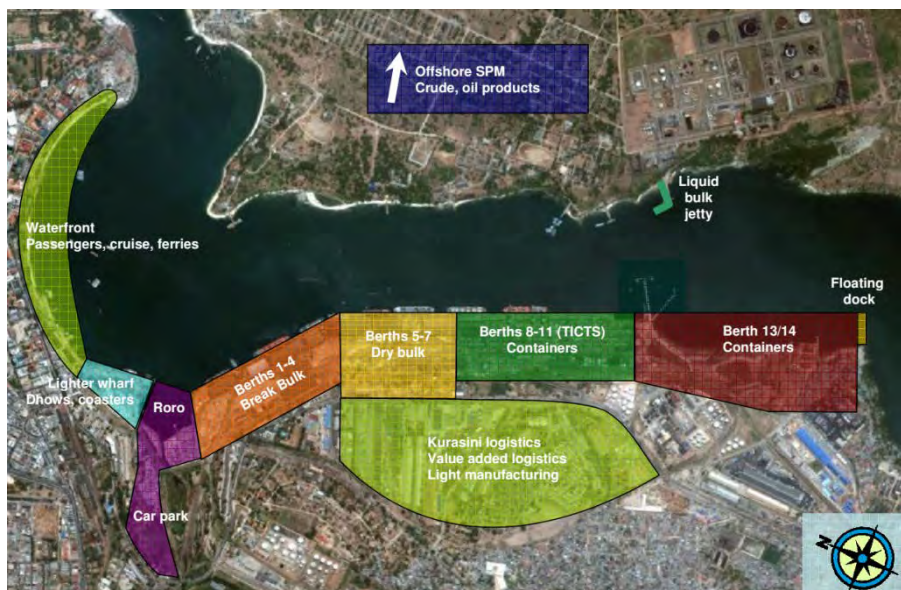 Offshore SPM
Crude, oil products
Liquid
bulk
jetty
Waterfront
Passengers, cruise, ferries
Floating
dock
Berths 5-7
Dry bulk
Berths 8-11 (TICTS)
Containers
Berth 13/14
Containers
Berths 1-4
Break Bulk
Lighter wharf
Dhows, coasters
Roro
Kurasini logistics
Value added logistics
Light manufacturing
Car park
N